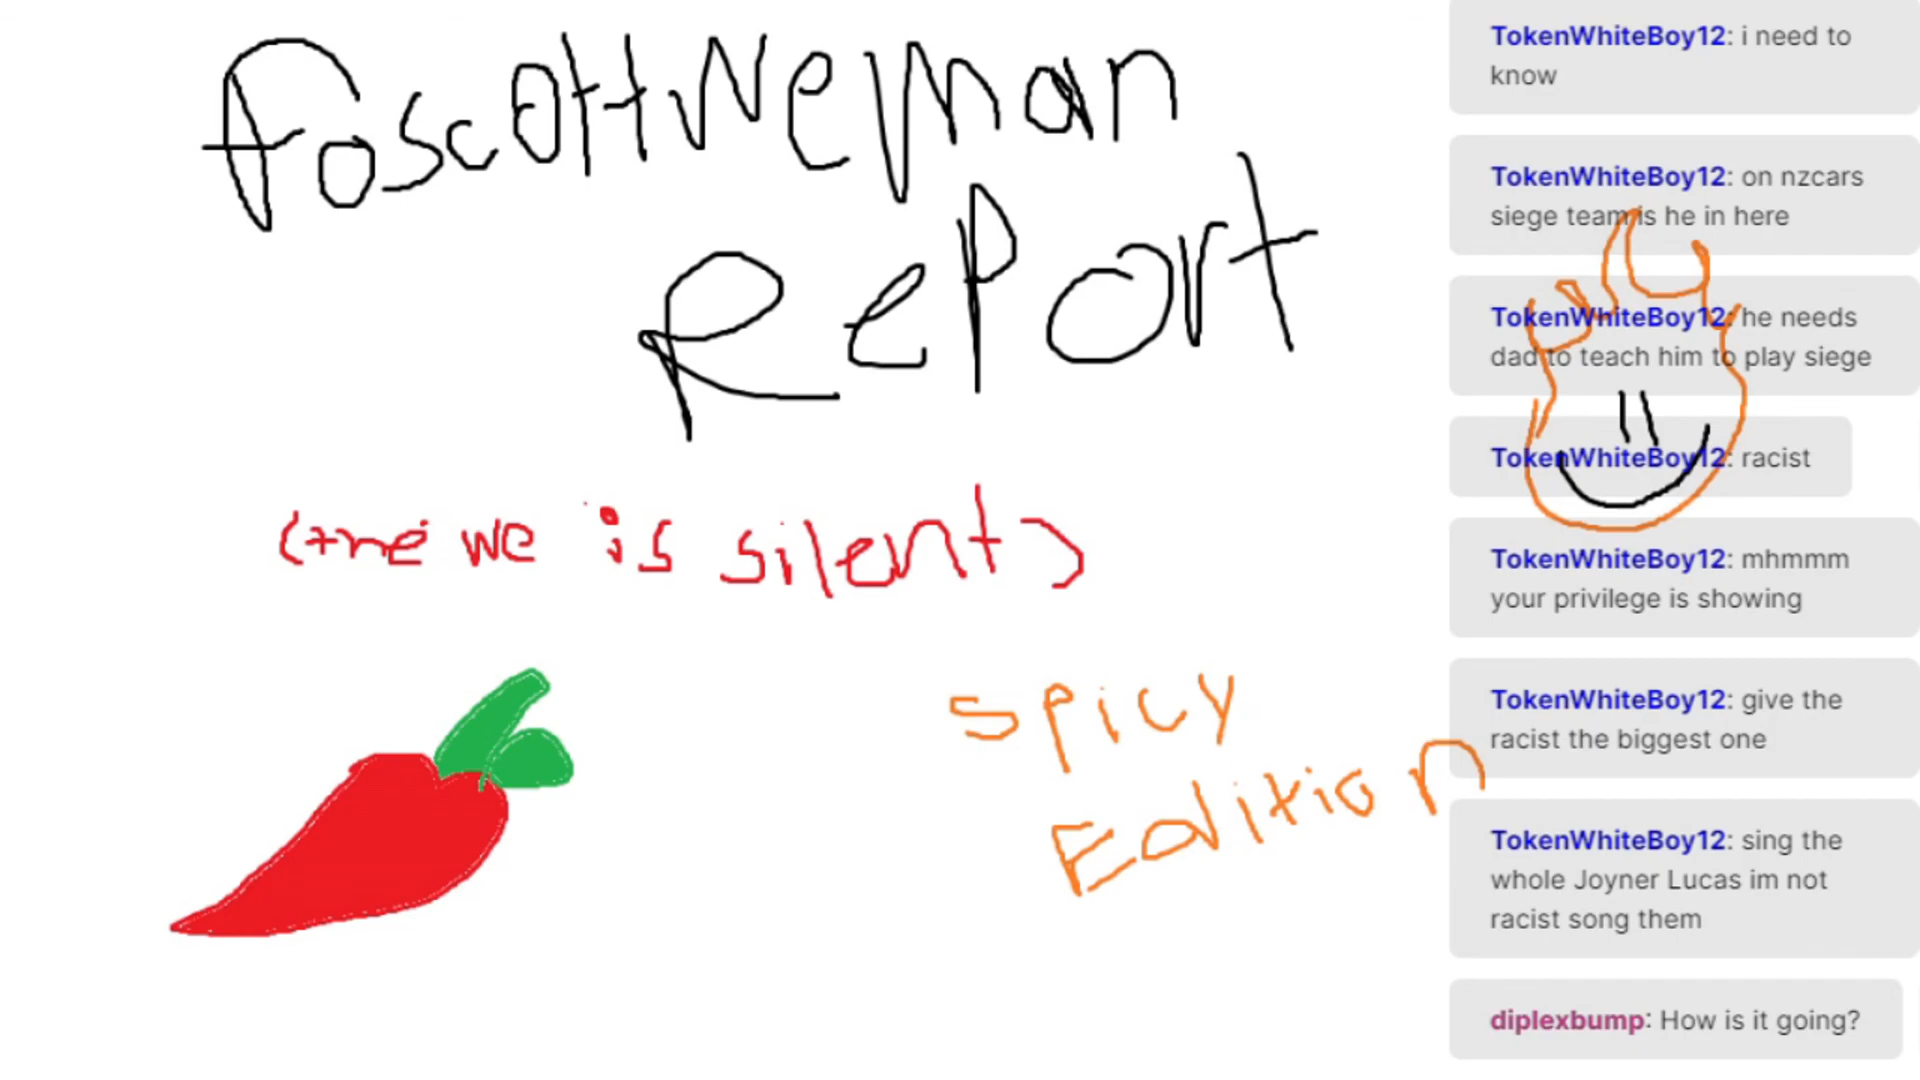 foscottweman
Report
(the we is silent)
Spicy
Edition
TokenWhiteBoy12: i need to
know
TokenWhiteBoy12: on nzcars
siege team is he in here
TokenWhiteBoy12: he needs
dad to teach him to play siege
TokenWhiteBoy12: racist
TokenWhiteBoy12: mhmmm
your privilege is showing
TokenWhiteBoy12: give the
racist the biggest one
TokenWhiteBoy12: sing the
whole Joyner Lucas im not
racist song them
diplexbump: How is it going?